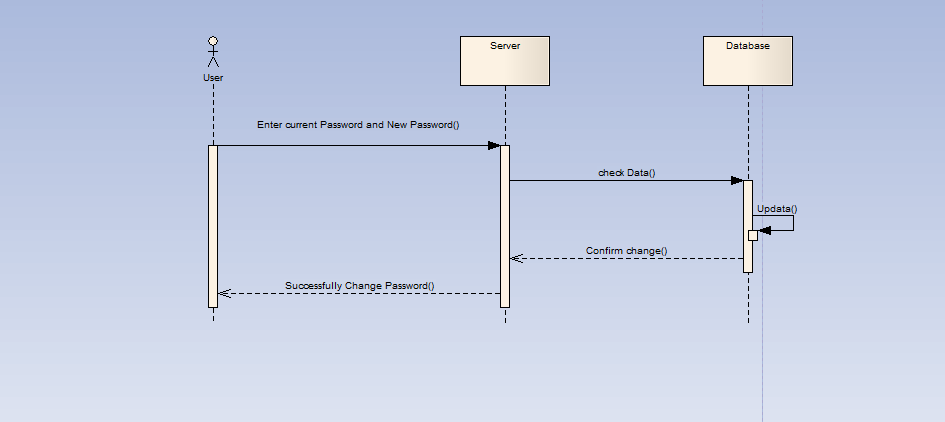 Server
Database
User
Enter current Password and New Password()
check Data()
Updata()
Confirm change()
Successfully Change Password()